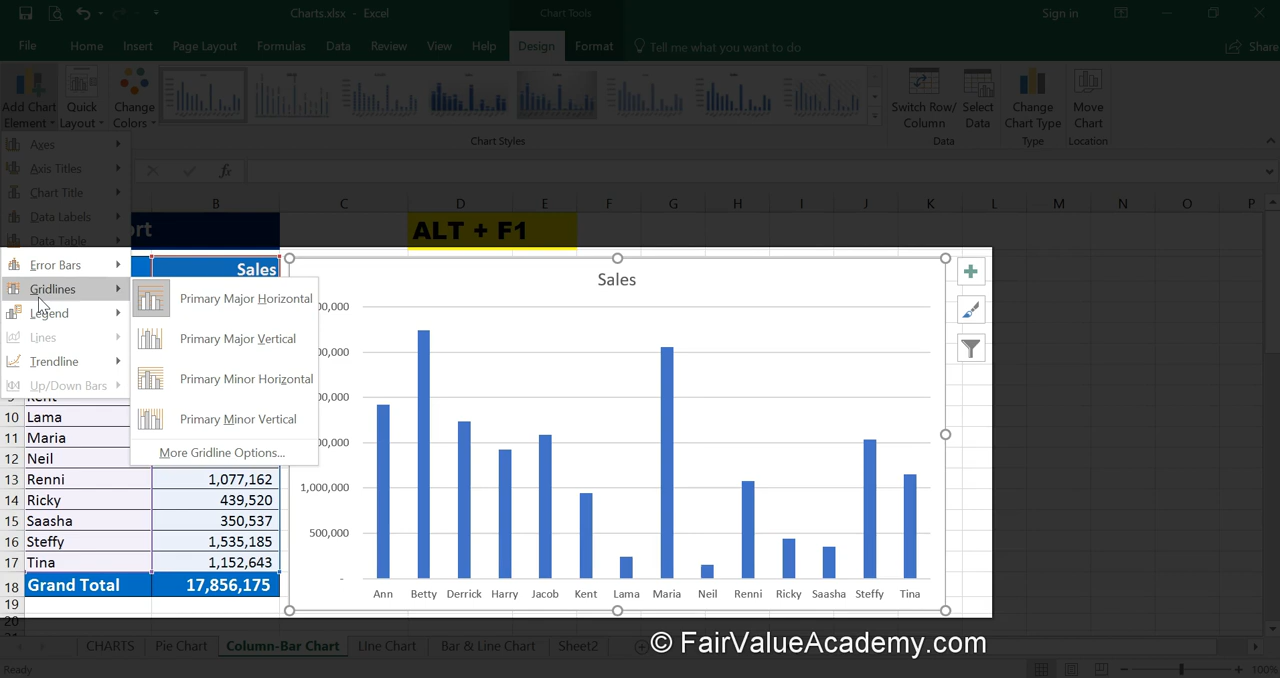 Charts.xlsx - Excel
Chart Tools
Sign in
File Home Insert Page Layout Formulas Data Review View Help Design Format Tell me what you want to do Share
Add Chart Element
Quick Layout
Change Colors
Switch Row/ Column
Select Data
Change Chart Type
Move Chart
Chart Styles
Data
Type
Location
Axes
Axis Titles
Chart Title
Data Labels
Data Table
Error Bars
Gridlines
Legend
Lines
Trendline
Up/Down Bars
Primary Major Horizontal
Primary Major Vertical
Primary Minor Horizontal
Primary Minor Vertical
More Gridline Options...
fx
B C D E F G H I J K L M N O P
ALT + F1
Sales
10 Lama
11 Maria
12 Neil
13 Renni 1,077,162
14 Ricky 439,520
15 Saasha 350,537
16 Steffy 1,535,185
17 Tina 1,152,643
18 Grand Total 17,856,175
19
20
Sales
1,000,000
500,000
-
Ann Betty Derrick Harry Jacob Kent Lama Maria Neil Renni Ricky Saasha Steffy Tina
© FairValueAcademy.com
CHARTS Pie Chart Column-Bar Chart LIne Chart Bar & Line Chart Sheet2
Ready
100%